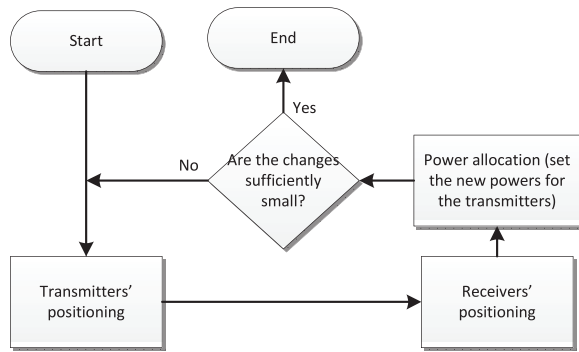 Start
End
Yes
No
Are the changes
sufficiently
small?
Power allocation (set
the new powers for
the transmitters)
Transmitters'
positioning
Receivers'
positioning